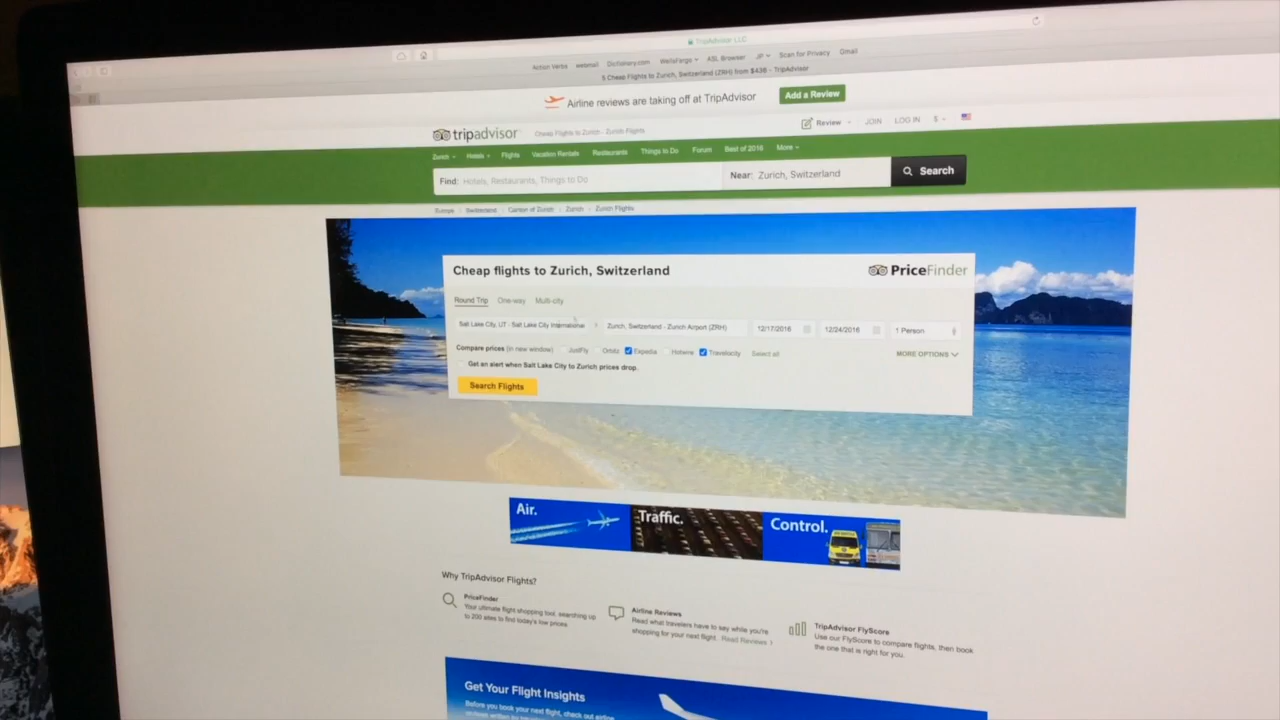 TripAdvisor LLC
Action Verbs webmail Dictionary.com WellsFargo ASL Browser JP Scan for Privacy Gmail
5 Cheap Flights to Zurich, Switzerland (ZRH) from $436 - TripAdvisor
Airline reviews are taking off at TripAdvisor Add a Review
tripadvisor Cheap Flights to Zurich - Zurich Flights Review JOIN LOG IN $
Zurich Hotels Flights Vacation Rentals Restaurants Things to Do Forum Best of 2016 More
Find: Hotels, Restaurants, Things to Do Near: Zurich, Switzerland Search
Europe Switzerland Canton of Zurich Zurich Zurich Flights
Cheap flights to Zurich, Switzerland PriceFinder
Round Trip One-way Multi-city
Salt Lake City, UT - Salt Lake City International Zurich, Switzerland - Zurich Airport (ZRH) 12/17/2016 12/24/2016 1 Person
Compare prices (in new window) JustFly Orbitz Expedia Hotwire Travelocity Select all MORE OPTIONS
Get an alert when Salt Lake City to Zurich prices drop.
Search Flights
Air. Traffic. Control.
Why TripAdvisor Flights?
PriceFinder
Your ultimate flight shopping tool, searching up
to 200 sites to find today's low prices.
Airline Reviews
Read what travelers have to say while you're
shopping for your next flight. Read Reviews
TripAdvisor FlyScore
Use our FlyScore to compare flights, then book
the one that is right for you.
Get Your Flight Insights
Before you book your next flight, check out airline